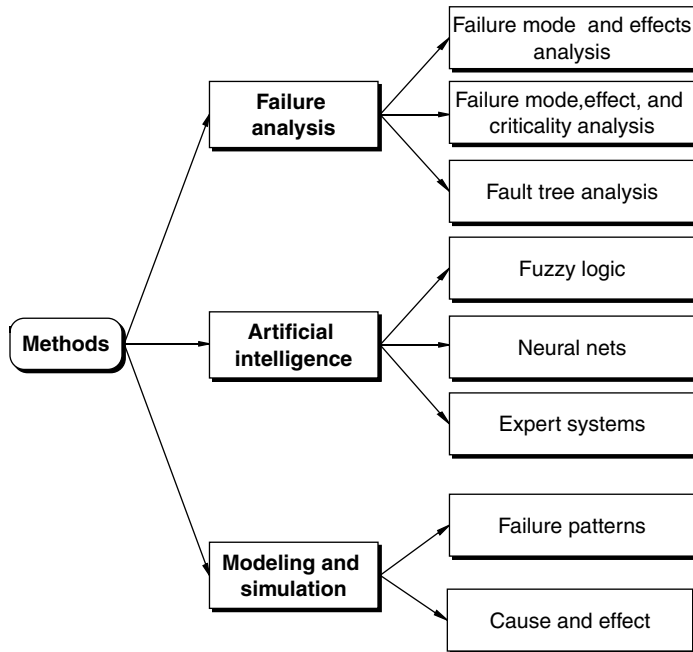 Failure mode and effects
analysis
Failure
analysis
Failure mode,effect, and
criticality analysis
Fault tree analysis
Fuzzy logic
Methods
Artificial
intelligence
Neural nets
Expert systems
Failure patterns
Modeling and
simulation
Cause and effect